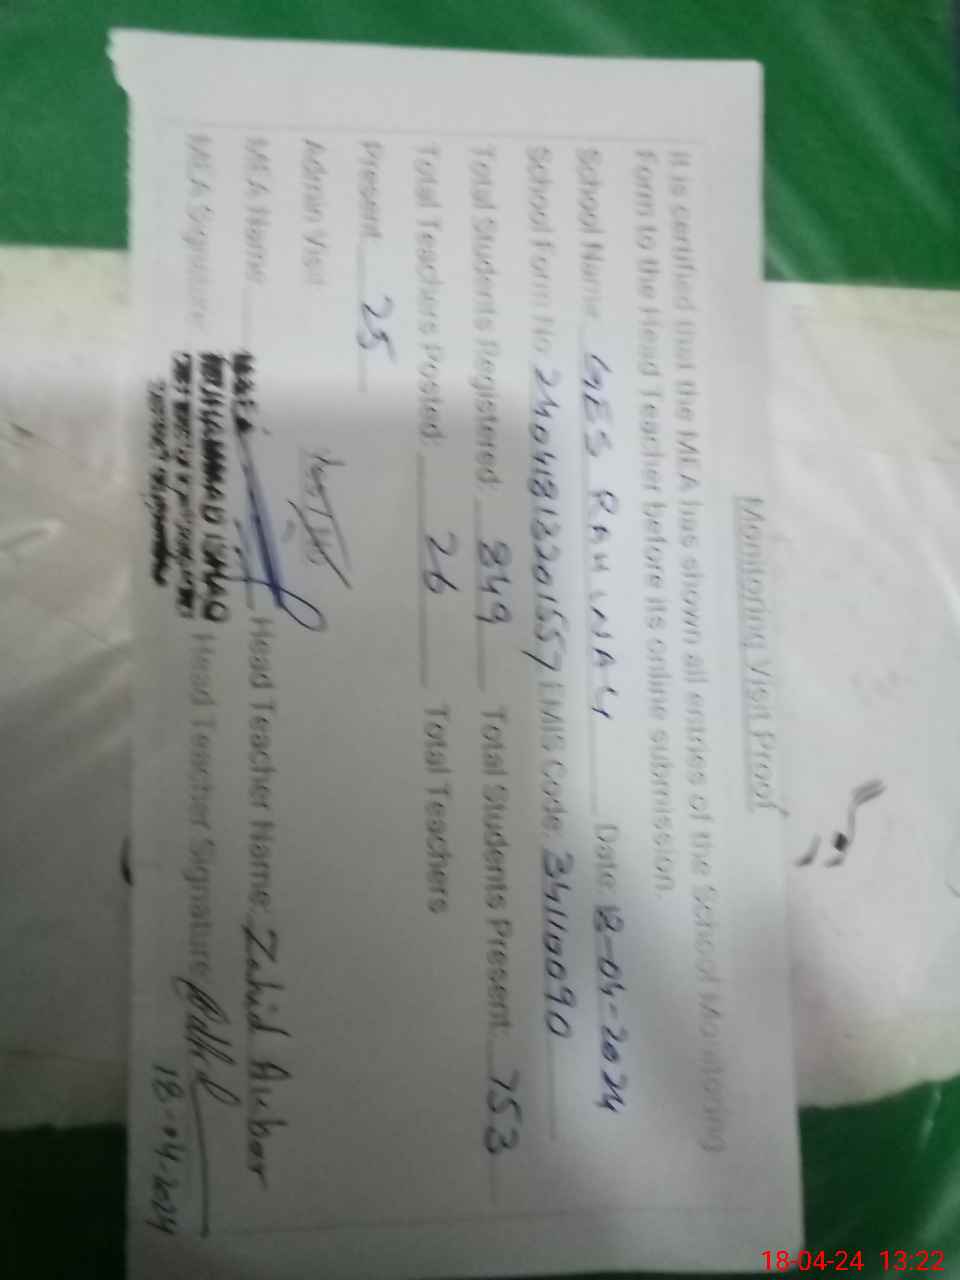 Monitoring Visit Proof
It is certified that the MEA has shown all entries of the School Monitoring
Form to the Head Teacher before its online submission.
School Name GES RAHWALI Date: 18-04-2024
School Form No. 24041813201557 EMIS Code: 34110090
Total Students Registered: 849 Total Students Present 753
Total Teachers Posted: 26 Total Teachers
Present 25
Admin Visit
MEA Name Head Teacher Name: Zahid Akbar
MUHAMMAD ISHAQ
MEA Signature Head Teacher Signature
18-04-2024
18-04-24 13:22